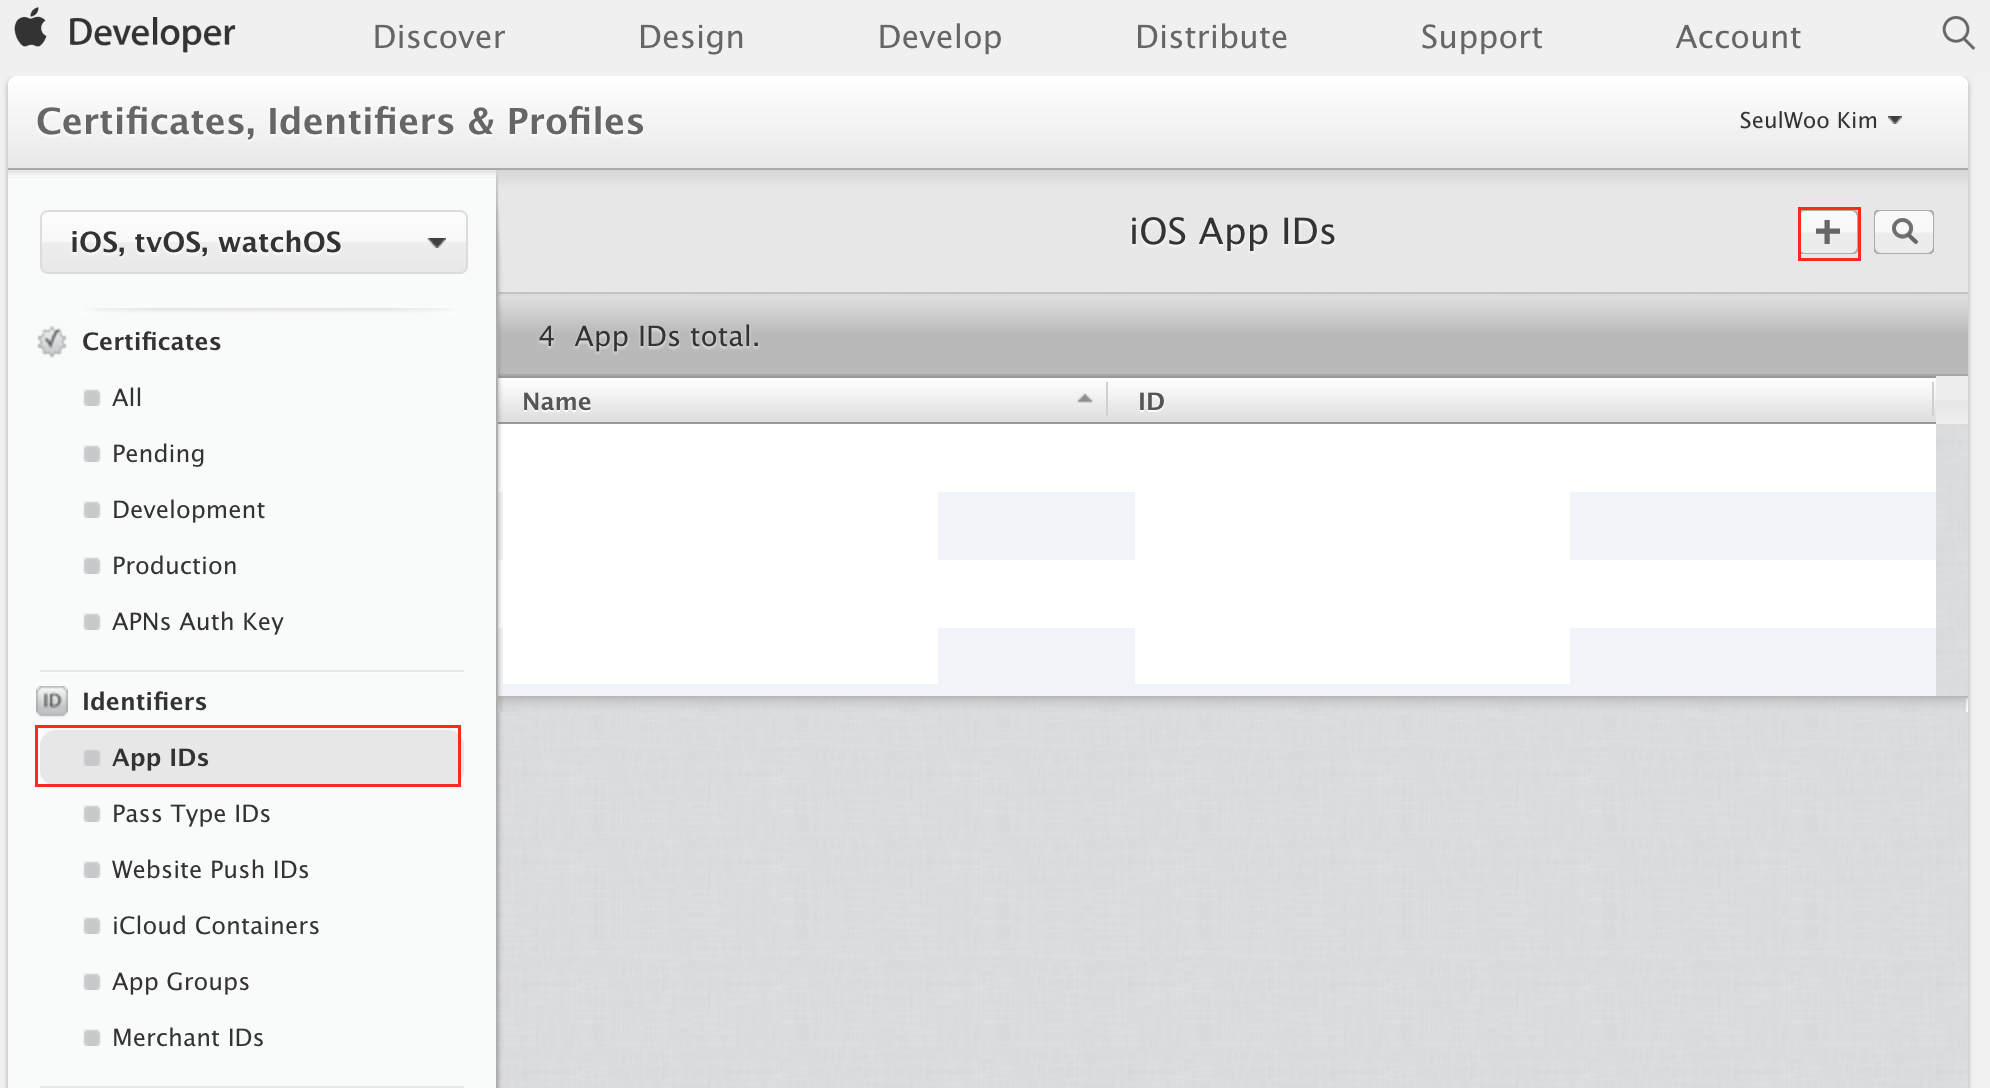 Developer
Discover
Design
Develop
Distribute
Support
Account
Certificates, Identifiers & Profiles
SeulWoo Kim
iOS, tvOS, watchOS
Certificates
All
Pending
Development
Production
APNs Auth Key
ID Identifiers
App IDs
Pass Type IDs
Website Push IDs
iCloud Containers
App Groups
Merchant IDs
iOS App IDs
4 App IDs total.
Name
ID